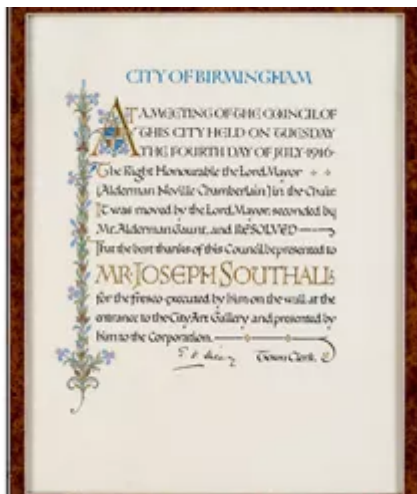 CITY OF BIRMINGHAM
AT A MEETING OF THE COUNCIL OF
THIS CITY HELD ON TUESDAY
THE FOURTH DAY OF JULY·1916·
The Right Honourable the Lord Mayor
(Alderman Neville Chamberlain) in the Chair
It was moved by the Lord Mayor, seconded by
Mr. Alderman Gaunt, and RESOLVED
That the best thanks of this Council be presented to
MR·JOSEPH SOUTHALL
for the fresco executed by him on the wall at the
entrance to the City Art Gallery and presented by
him to the Corporation.
Town Clerk.